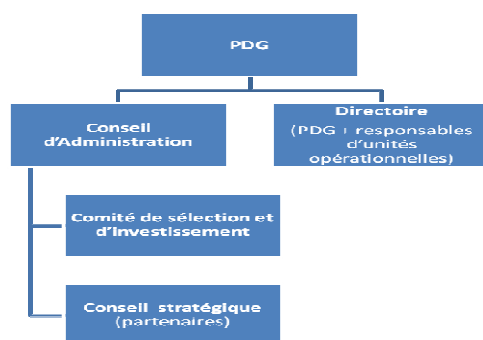 PDG
Conseil
d'Administration
Directoire
(PDG + responsables
d'unités
opérationnelles)
Comité de sélection et
d'investissement
Conseil stratégique
(partenaires)